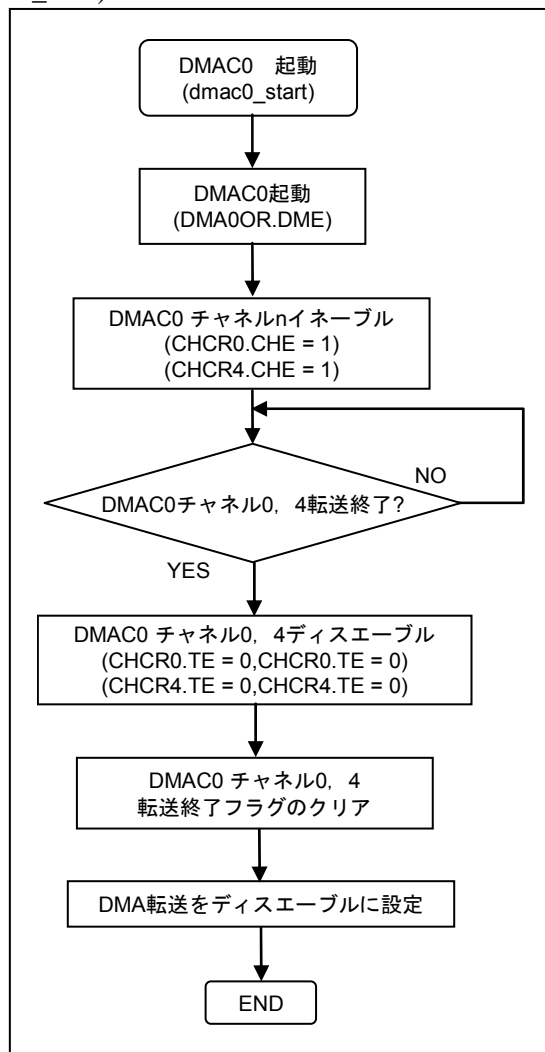 DMAC0 起動
(dmac0_start)
DMAC0起動
(DMA0OR.DME)
DMAC0 チャネルnイネーブル
(CHCR0.CHE = 1)
(CHCR4.CHE = 1)
NO
DMAC0チャネル0, 4転送終了?
YES
DMAC0 チャネル0, 4ディスエーブル
(CHCR0.TE = 0,CHCR0.TE = 0)
(CHCR4.TE = 0,CHCR4.TE = 0)
DMAC0 チャネル0, 4
転送終了フラグのクリア
DMA転送をディスエーブルに設定
END